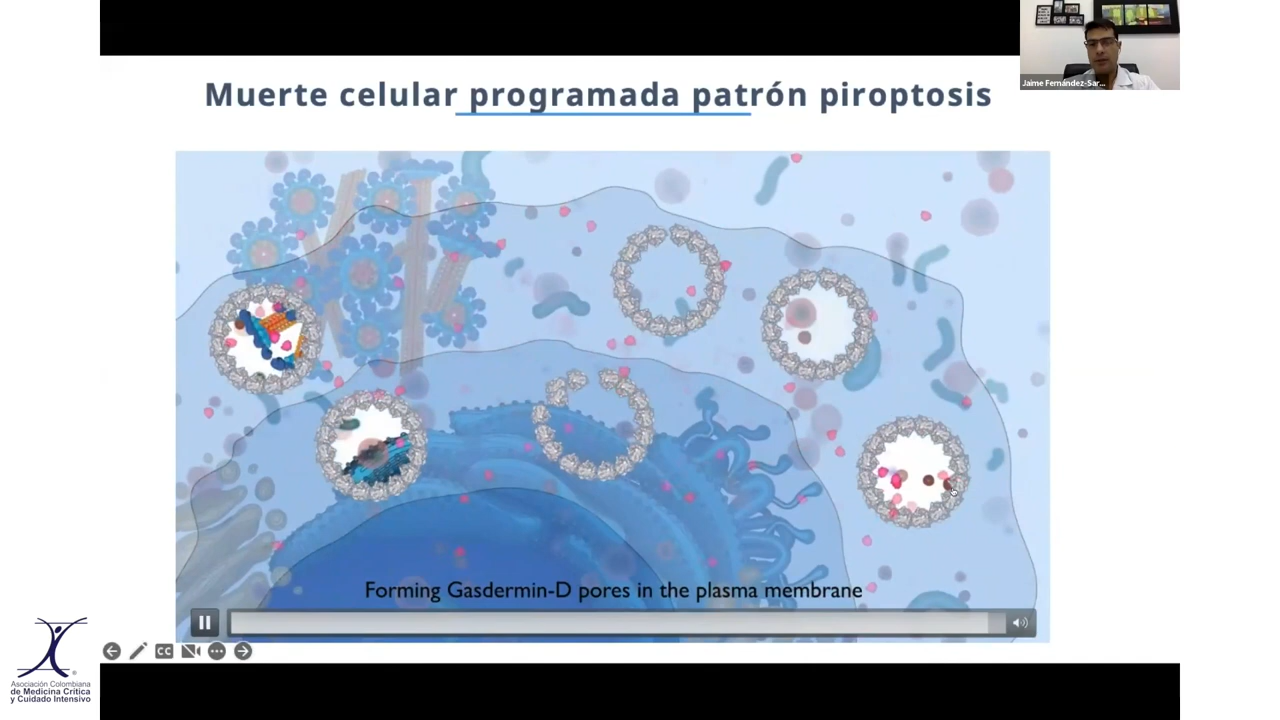 Muerte celular programada patrón piroptosis
Jaime Fernández-Sar...
Forming Gasdermin-D pores in the plasma membrane
CC
Asociación Colombiana
de Medicina Crítica
y Cuidado Intensivo